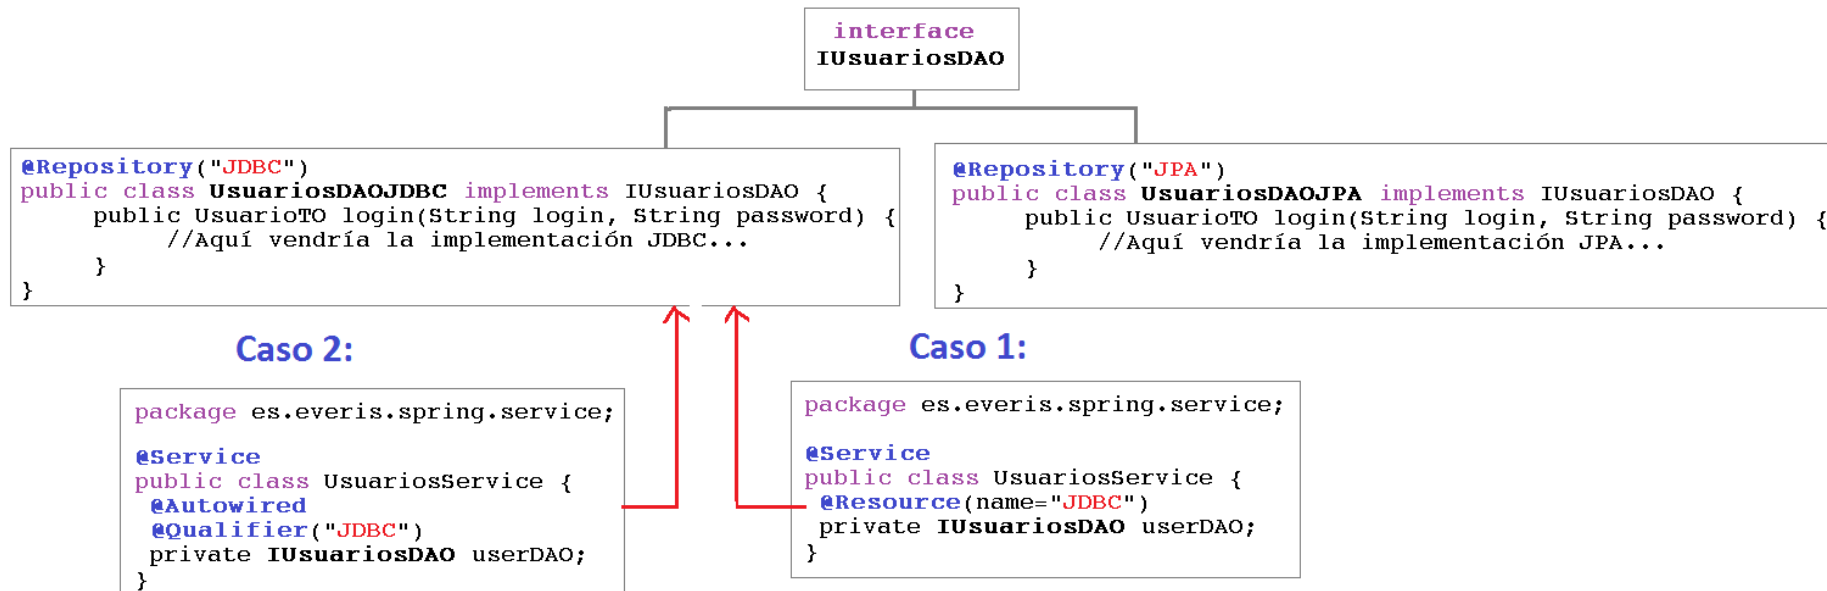 interface
IUsuariosDAO
@Repository("JDBC")
public class UsuariosDAOJDBC implements IUsuariosDAO {
public UsuarioTO login(String login, String password) {
//Aquí vendría la implementación JDBC...
}
}
@Repository("JPA")
public class UsuariosDAOJPA implements IUsuariosDAO {
public UsuarioTO login(String login, String password) {
//Aquí vendría la implementación JPA...
}
}
Caso 2:
package es.everis.spring.service;
@Service
public class UsuariosService {
@Autowired
@Qualifier("JDBC")
private IUsuariosDAO userDAO;
}
Caso 1:
package es.everis.spring.service;
@Service
public class UsuariosService {
@Resource(name="JDBC")
private IUsuariosDAO userDAO;
}